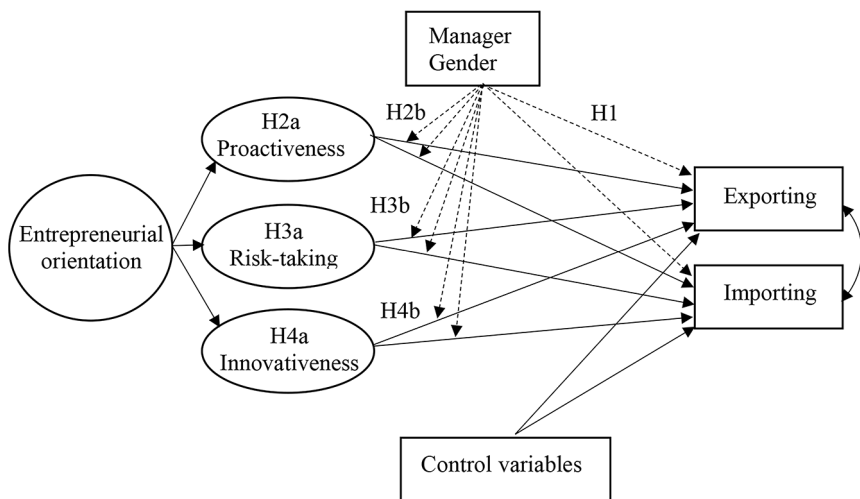 Manager
Gender
H2b
H1
H2a
Proactiveness
Exporting
H3b
H3a
Risk-taking
Entrepreneurial
orientation
Importing
H4b
H4a
Innovativeness
Control variables